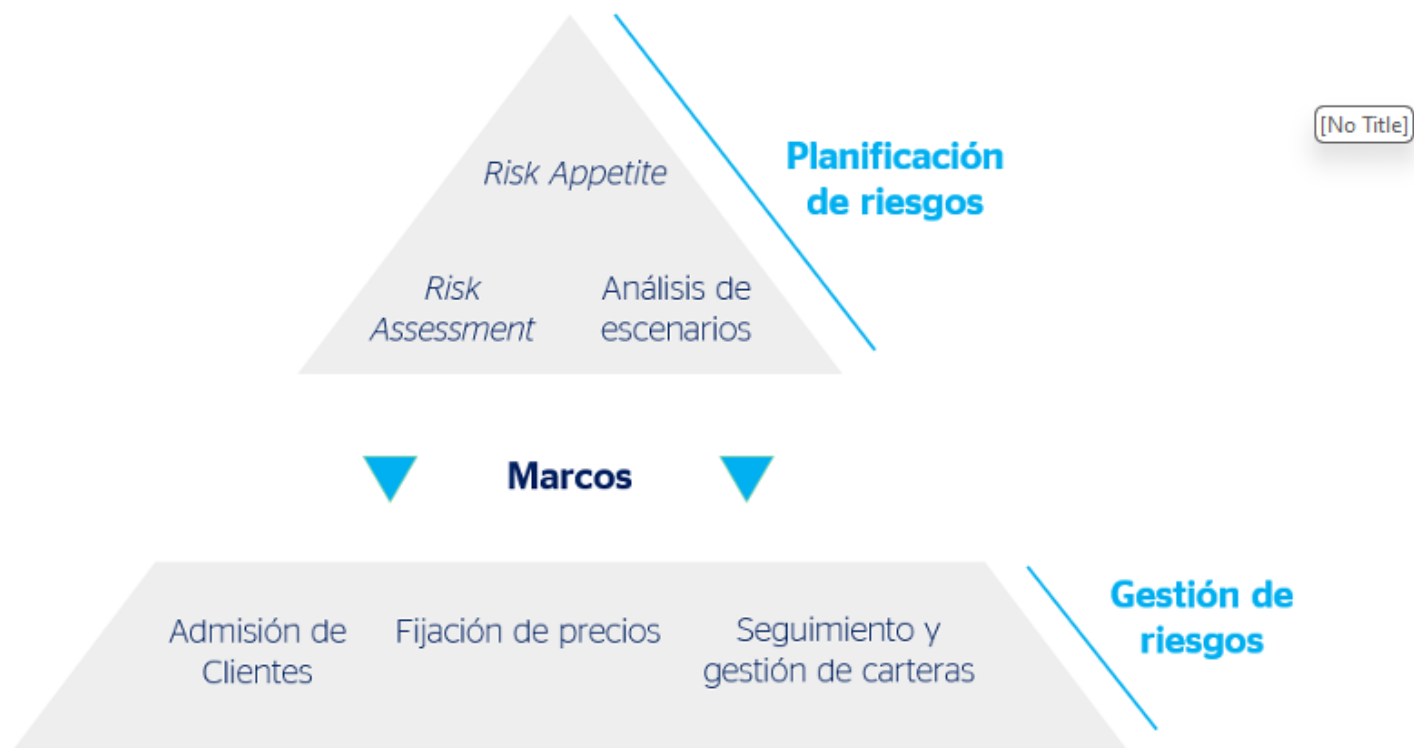 Risk Appetite
Planificación
de riesgos
[No Title]
Risk
Assessment
Análisis de
escenarios
Marcos
Admisión de
Clientes
Fijación de precios
Seguimiento y
gestión de carteras
Gestión de
riesgos